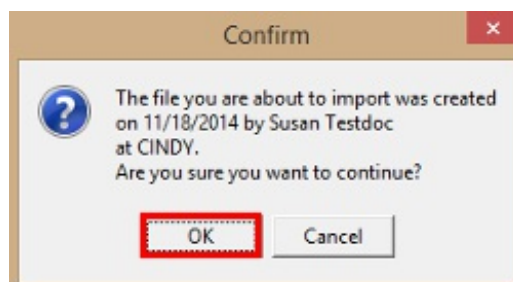 Confirm
The file you are about to import was created
on 11/18/2014 by Susan Testdoc
at CINDY.
Are you sure you want to continue?
OK
Cancel